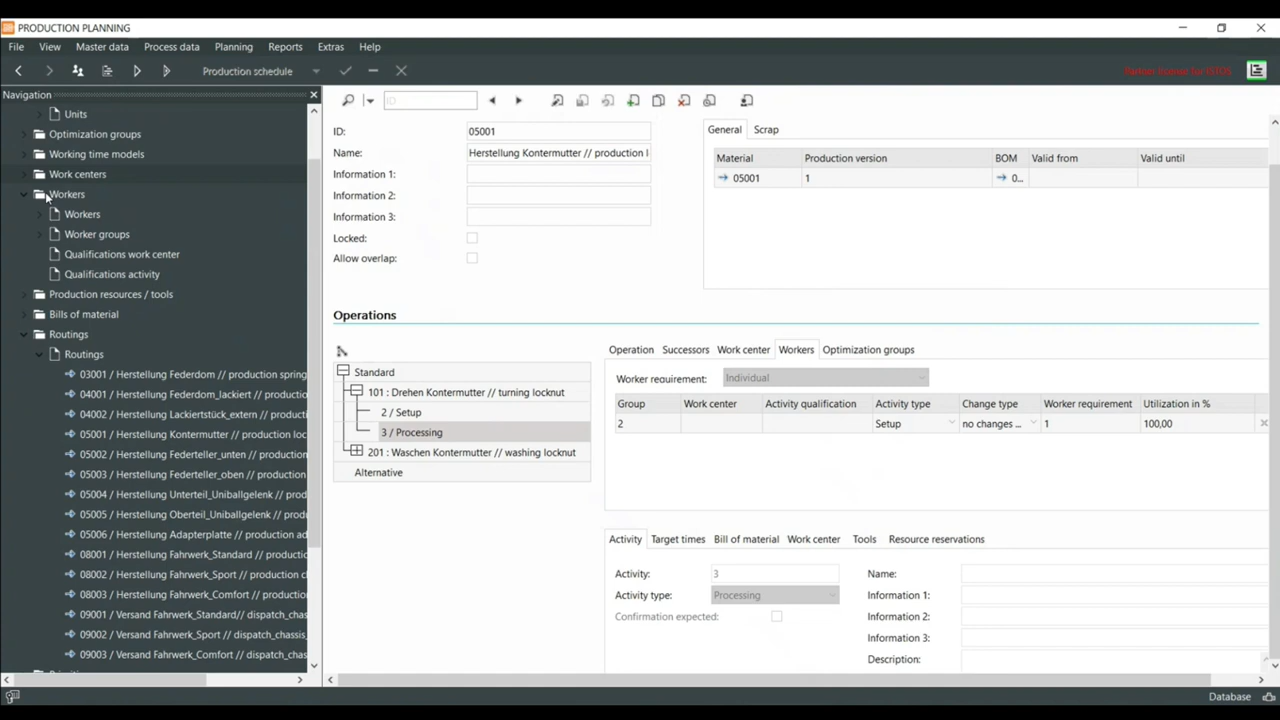 PRODUCTION PLANNING
File View Master data Process data Planning Reports Extras Help
Production schedule
Partner license for ISTOS
Navigation
Units
Optimization groups
Working time models
Work centers
Workers
Workers
Worker groups
Qualifications work center
Qualifications activity
Production resources / tools
Bills of material
Routings
Routings
03001 / Herstellung Federdom // production spring
04001 / Herstellung Federdom_lackiert // producti
04002 / Herstellung Lackiertstück_extern // producti
05001 / Herstellung Kontermutter // production loc
05002 / Herstellung Federteller_unten // production
05003 / Herstellung Federteller_oben // production
05004 / Herstellung Unterteil_Uniballgelenk // prod
05005 / Herstellung Oberteil_Uniballgelenk // prod
05006 / Herstellung Adapterplatte // production ad
08001 / Herstellung Fahrwerk_Standard // productio
08002 / Herstellung Fahrwerk_Sport // production cl
08003 / Herstellung Fahrwerk_Comfort // production
09001 / Versand Fahrwerk_Standard// dispatch_chas
09002 / Versand Fahrwerk_Sport // dispatch_chassis_
09003 / Versand Fahrwerk_Comfort // dispatch_chas
ID
ID: 05001
Name: Herstellung Kontermutter // production l
Information 1:
Information 2:
Information 3:
Locked:
Allow overlap:
General Scrap
Material Production version BOM Valid from Valid until
05001 1 0...
Operations
Standard
101 : Drehen Kontermutter // turning locknut
2 / Setup
3 / Processing
201 : Waschen Kontermutter // washing locknut
Alternative
Operation Successors Work center Workers Optimization groups
Worker requirement: Individual
Group Work center Activity qualification Activity type Change type Worker requirement Utilization in %
2 Setup no changes ... 1 100,00
Activity Target times Bill of material Work center Tools Resource reservations
Activity: 3
Activity type: Processing
Confirmation expected:
Name:
Information 1:
Information 2:
Information 3:
Description:
Database